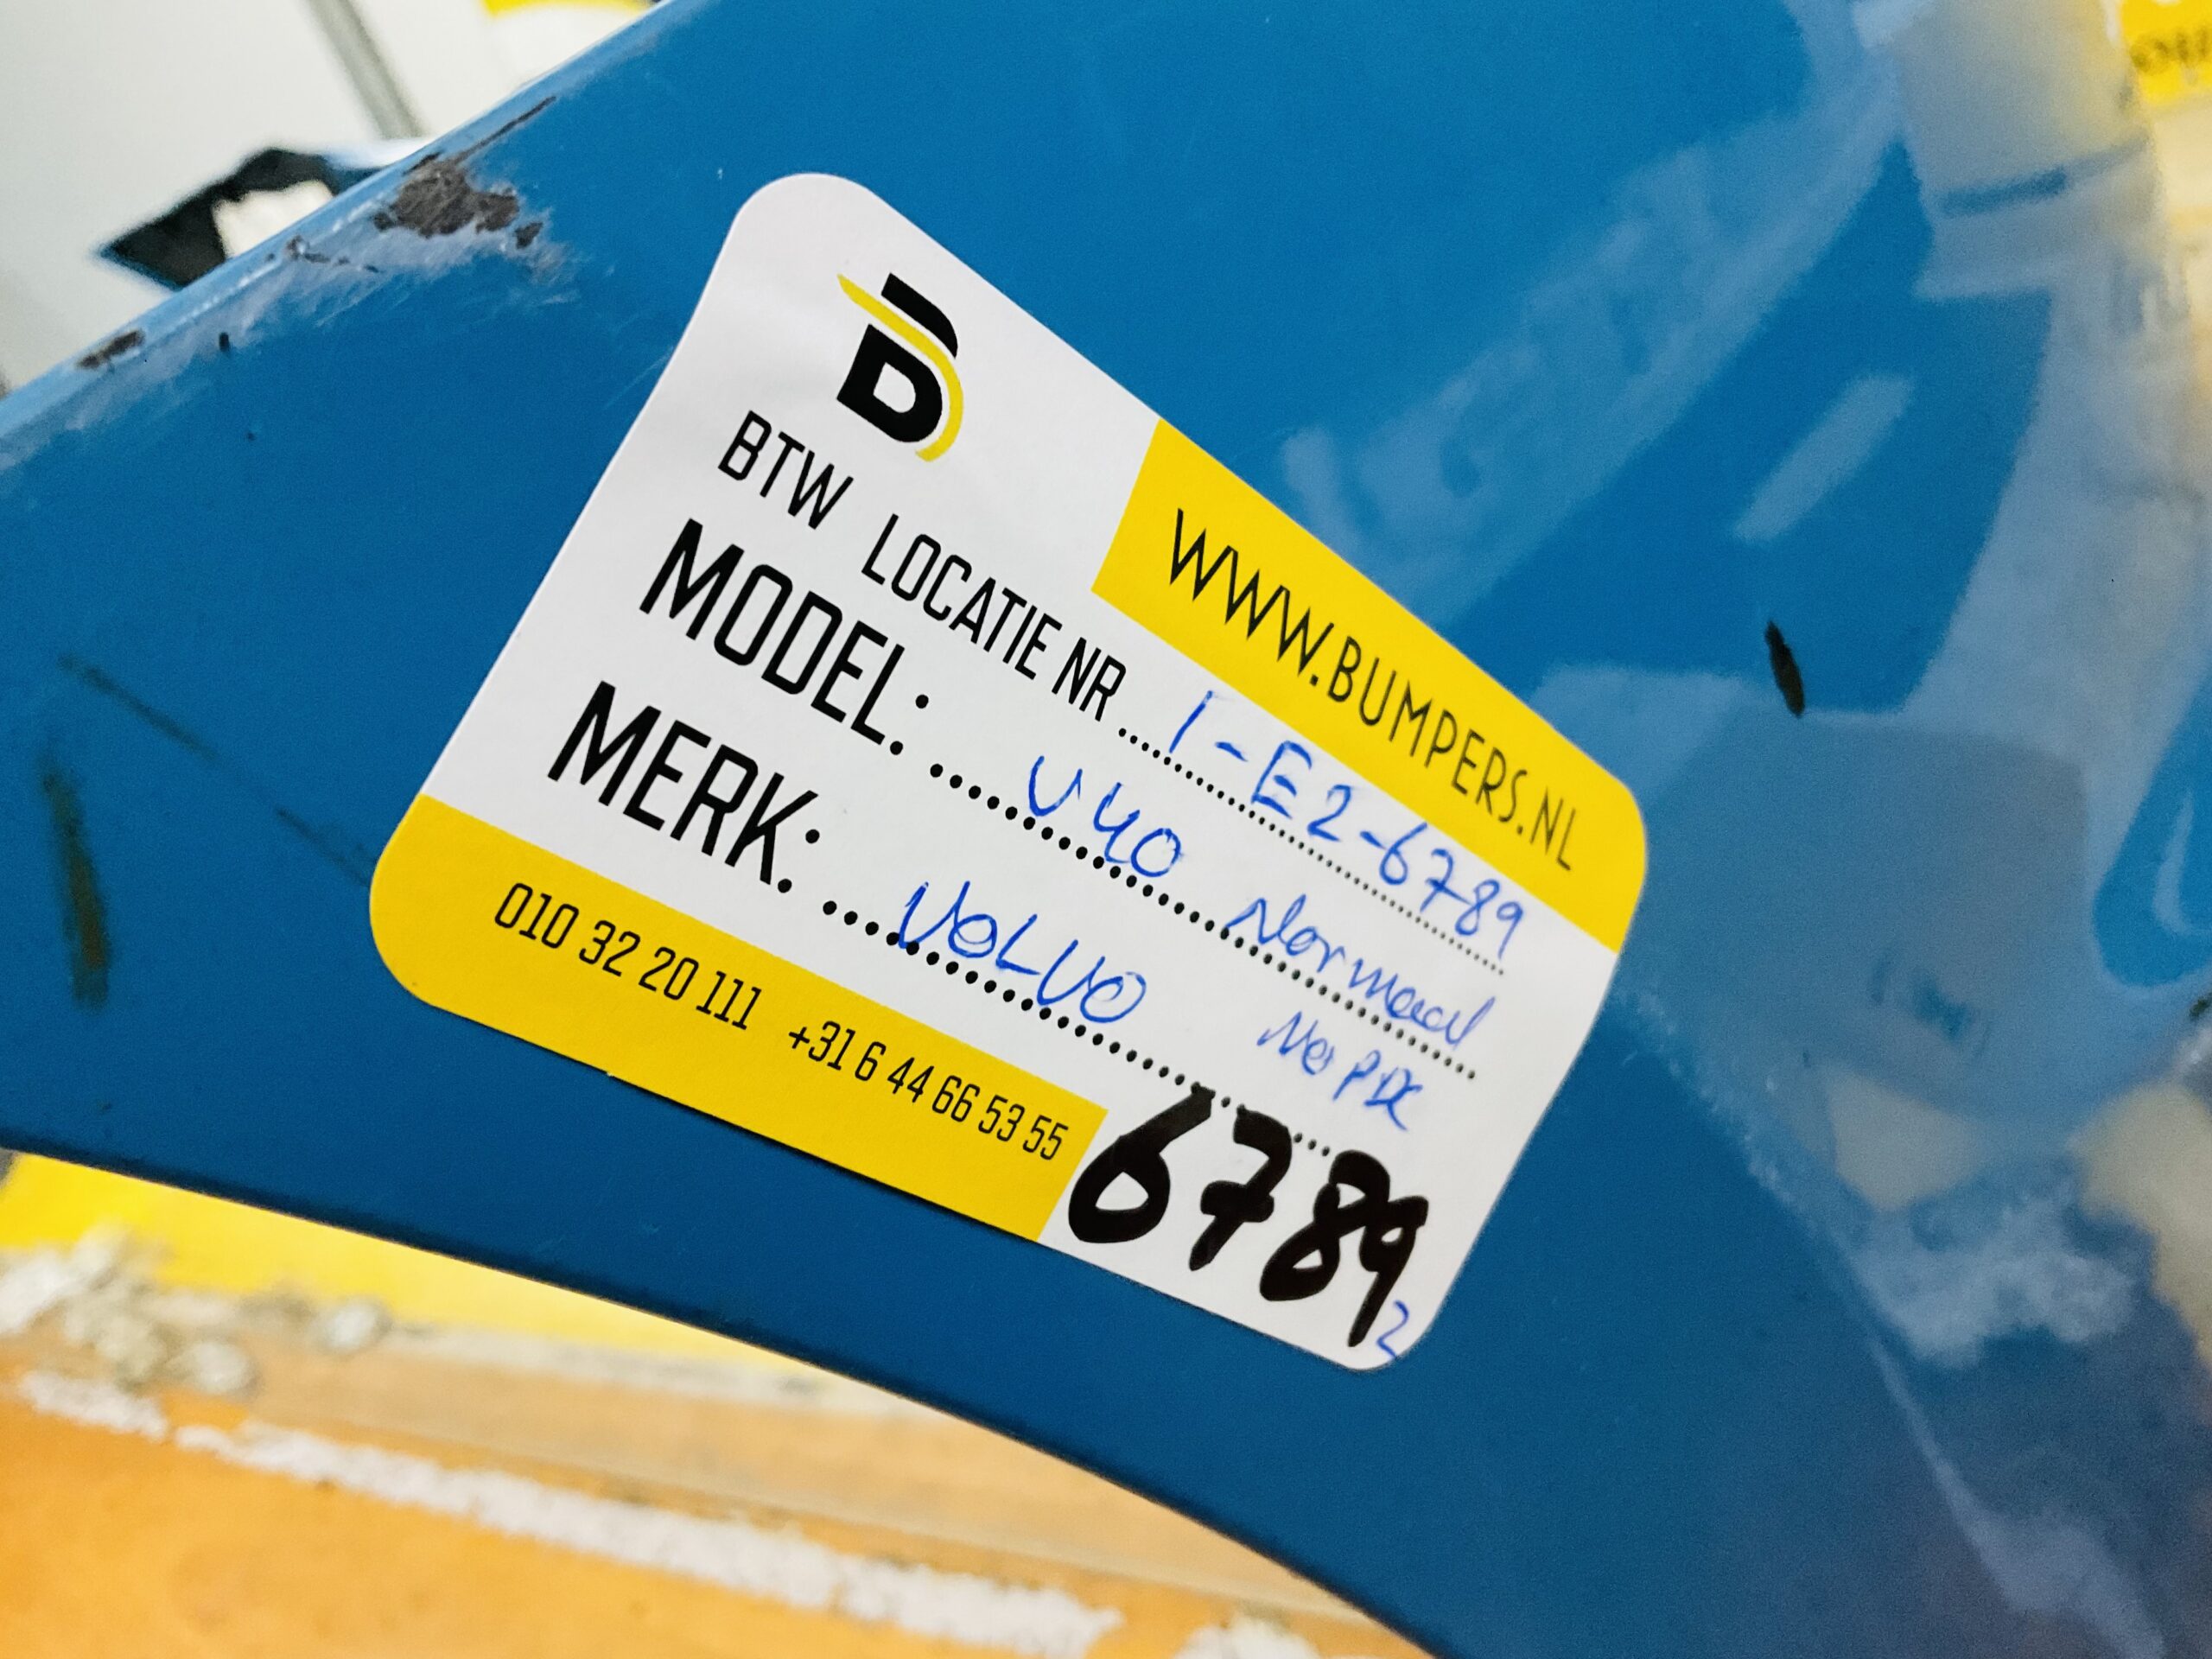 B
WWW.BUMPERS.NL
BTW LOCATIE NR ..... 1-E2-6789
MODEL: ..... V40 Normaal
No PDC
MERK: ..... VOLVO
010 32 20 111 +31 6 44 66 53 55
6789
2